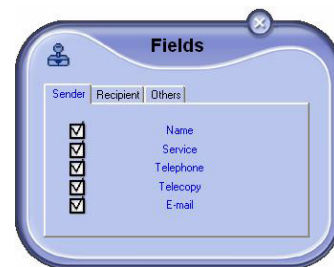 Fields
Sender Recipient Others
Name
Service
Telephone
Telecopy
E-mail